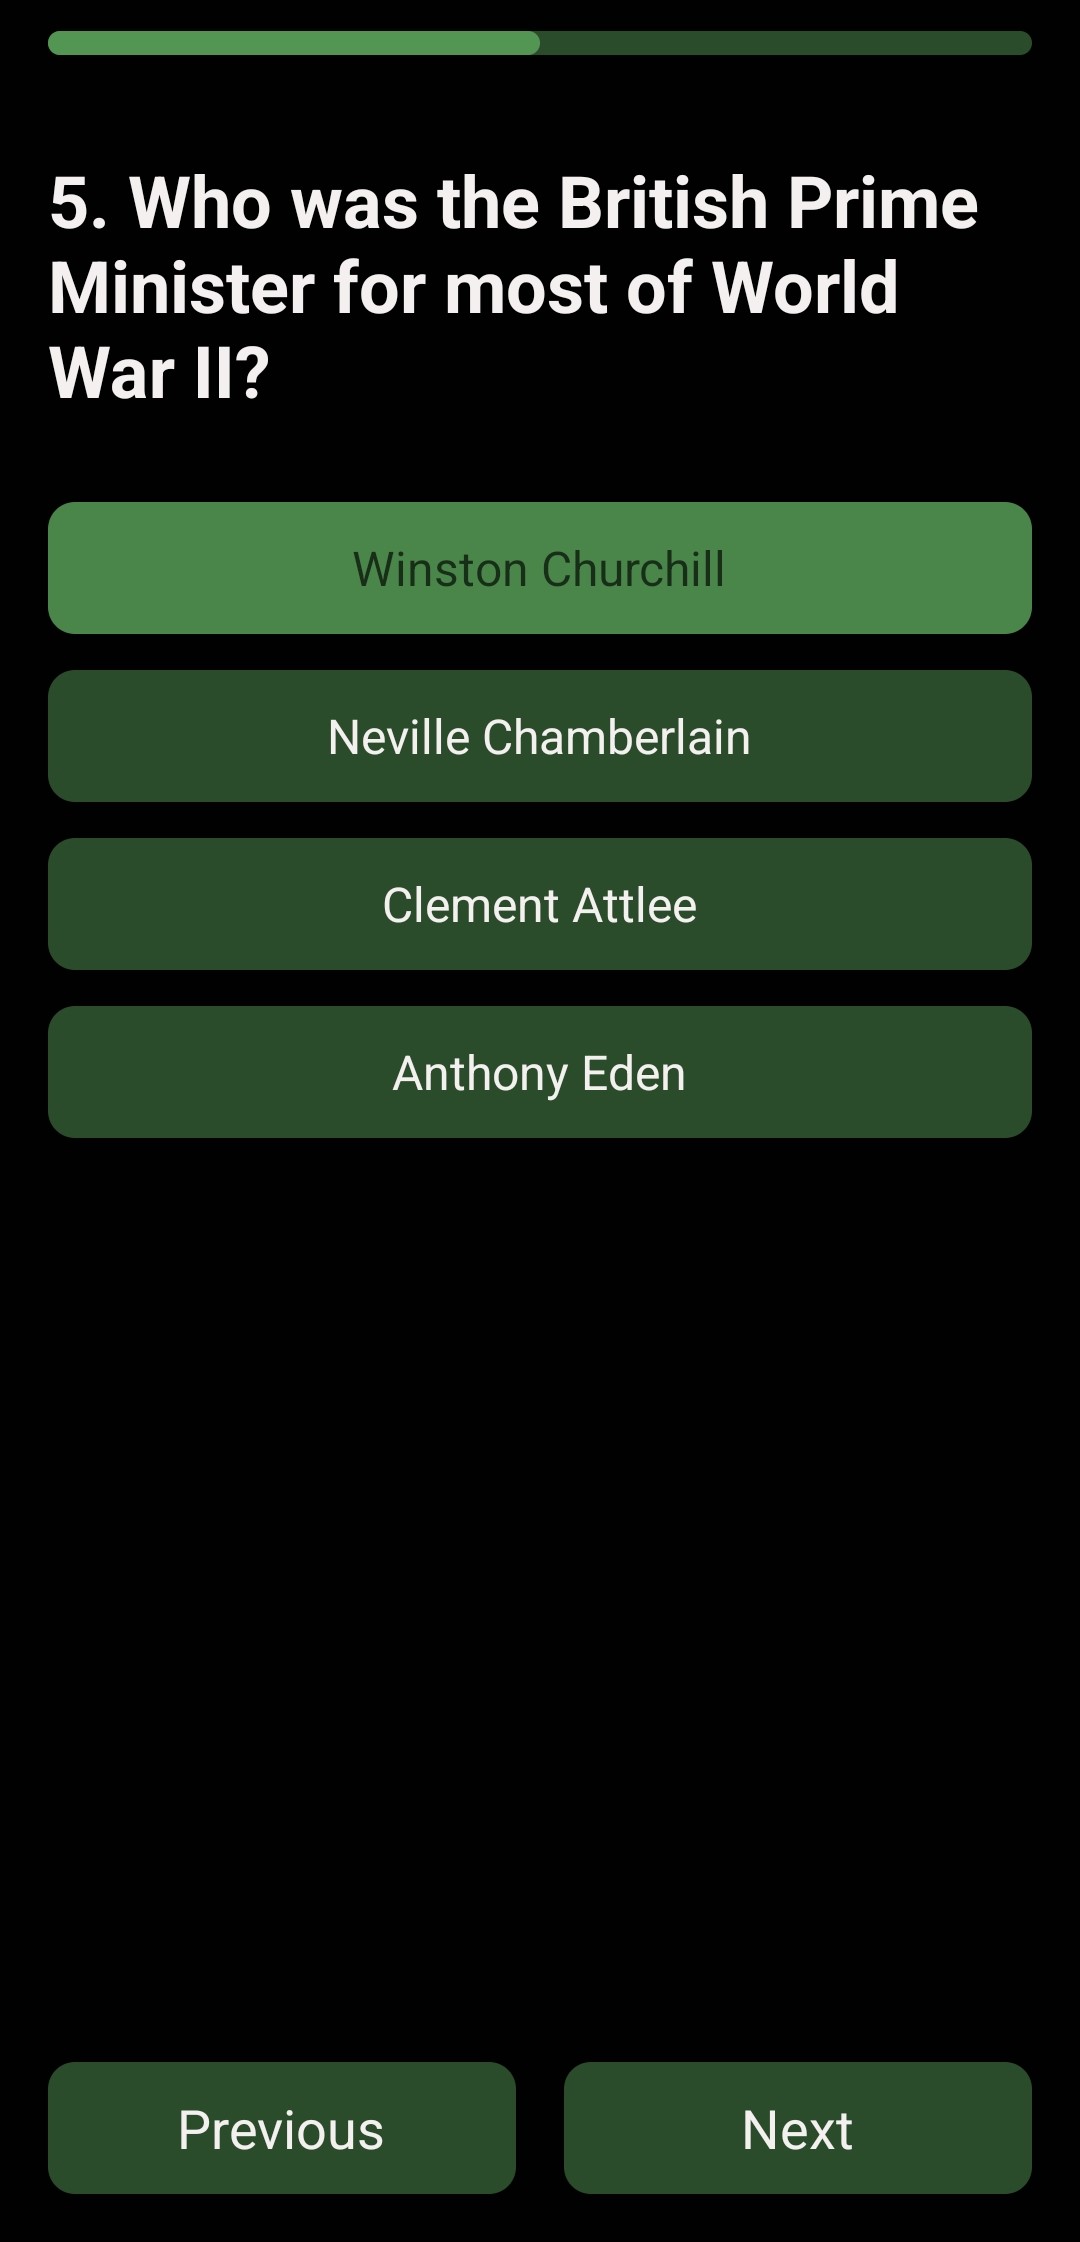 5. Who was the British Prime
Minister for most of World
War II?
Winston Churchill
Neville Chamberlain
Clement Attlee
Anthony Eden
Previous
Next